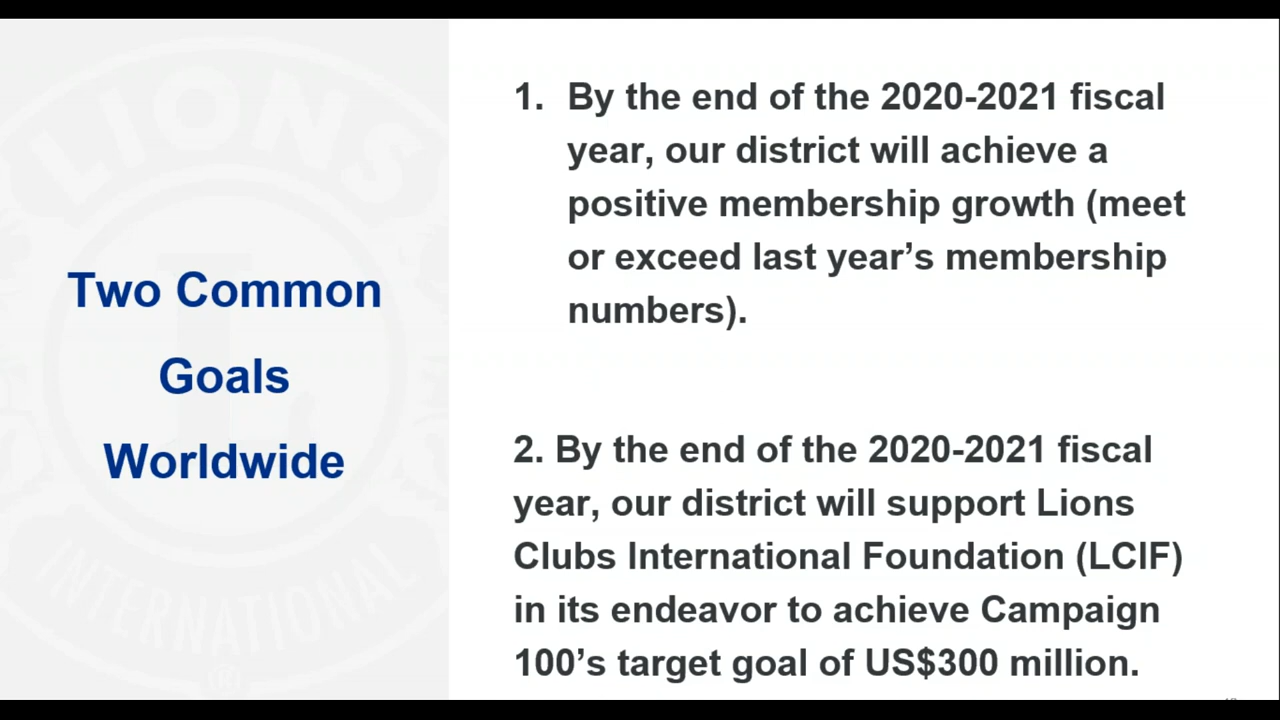 LIONS
L
INTERNATIONAL
®
Two Common
Goals
Worldwide
1. By the end of the 2020-2021 fiscal
year, our district will achieve a
positive membership growth (meet
or exceed last year’s membership
numbers).
2. By the end of the 2020-2021 fiscal
year, our district will support Lions
Clubs International Foundation (LCIF)
in its endeavor to achieve Campaign
100’s target goal of US$300 million.